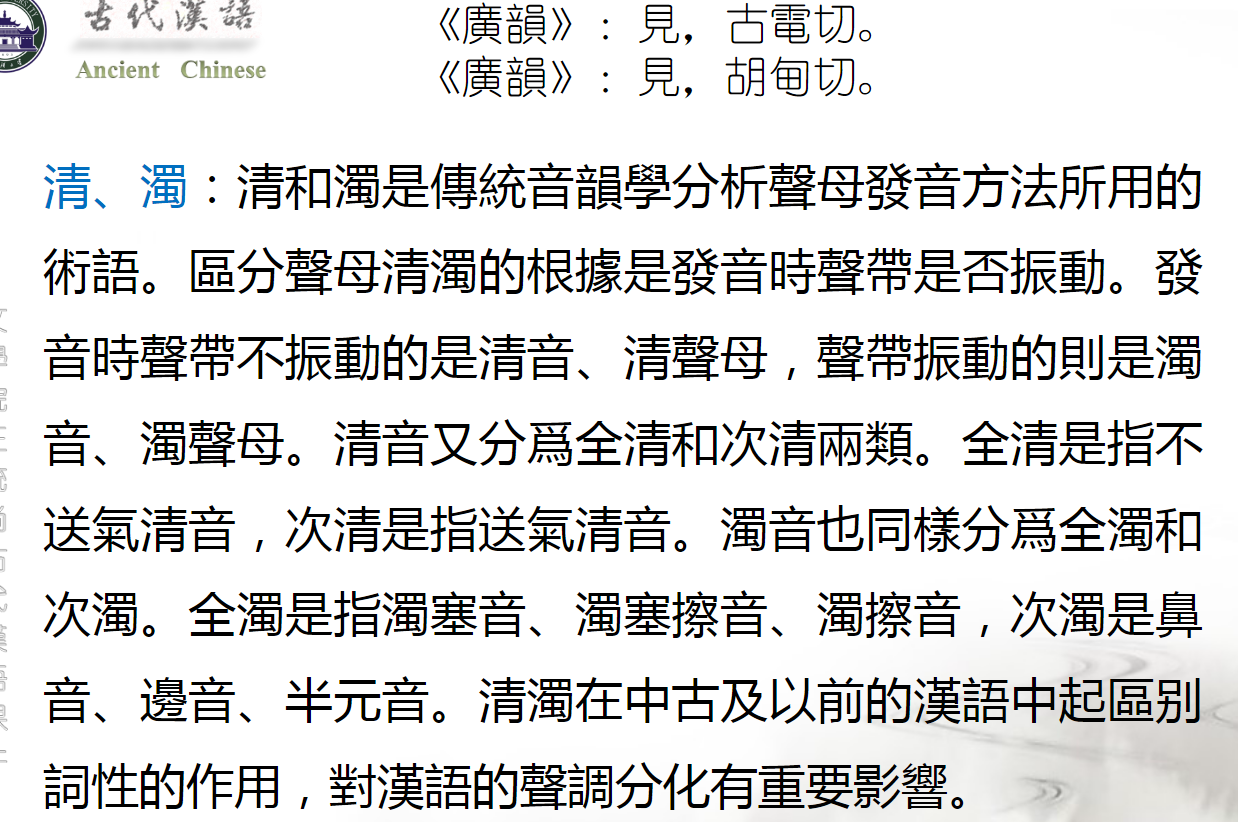 古代漢語
Ancient Chinese
《廣韻》：見，古電切。
《廣韻》：見，胡甸切。
清、濁：清和濁是傳統音韻學分析聲母發音方法所用的
術語。區分聲母清濁的根據是發音時聲帶是否振動。發
音時聲帶不振動的是清音、清聲母，聲帶振動的則是濁
音、濁聲母。清音又分爲全清和次清兩類。全清是指不
送氣清音，次清是指送氣清音。濁音也同樣分爲全濁和
次濁。全濁是指濁塞音、濁塞擦音、濁擦音，次濁是鼻
音、邊音、半元音。清濁在中古及以前的漢語中起區别
詞性的作用，對漢語的聲調分化有重要影響。